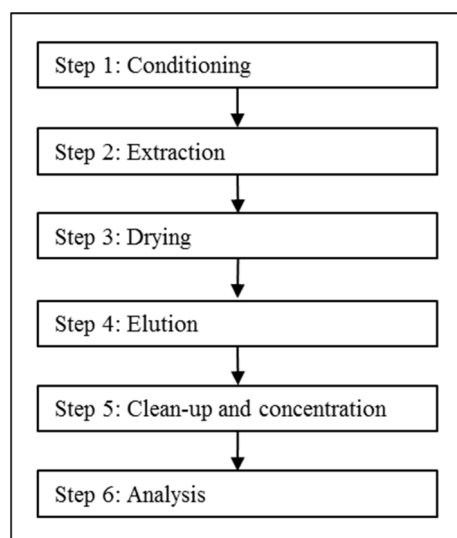 Step 1: Conditioning
Step 2: Extraction
Step 3: Drying
Step 4: Elution
Step 5: Clean-up and concentration
Step 6: Analysis